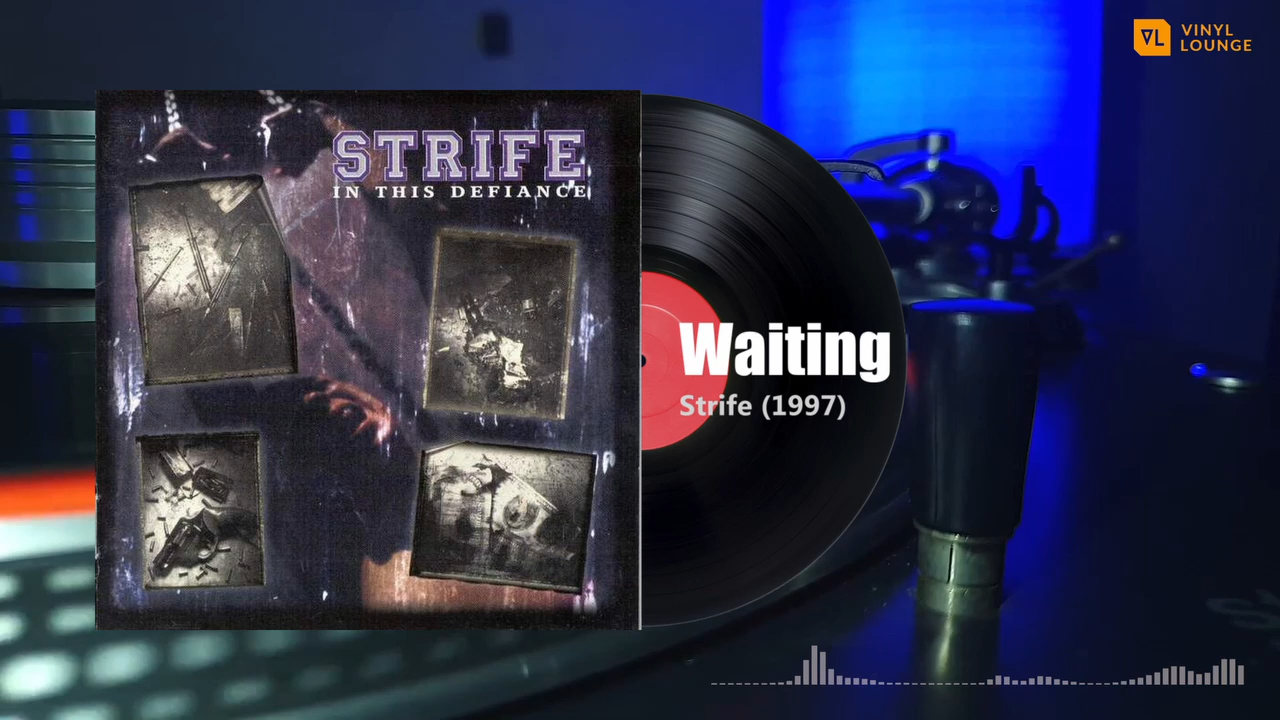 VINYL
LOUNGE
VL
STRIFE
IN THIS DEFIANCE
Waiting
Strife (1997)